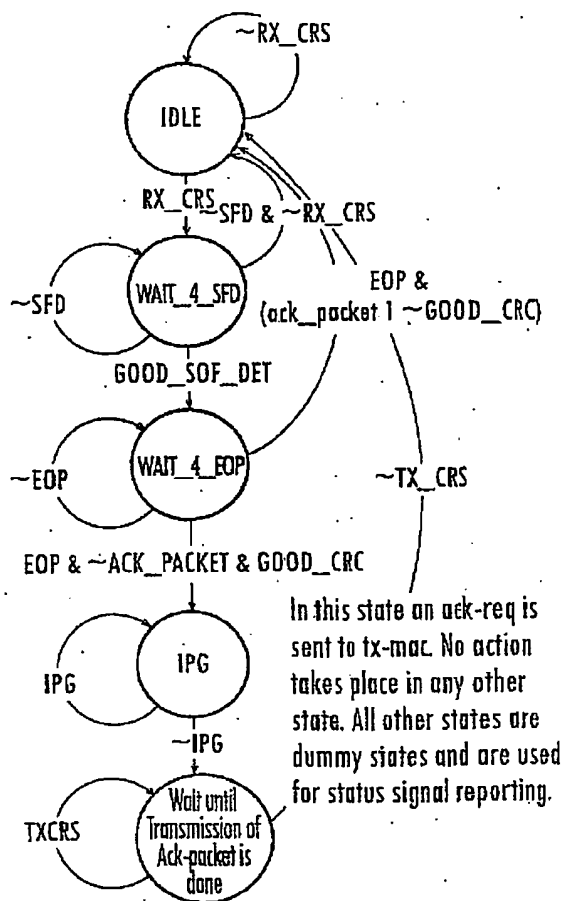 ~RX_CRS
IDLE
RX_CRS
~SFD & ~RX_CRS
~SFD
WAIT_4_SFD
EOP &
(ack_packet 1 ~GOOD_CRC)
GOOD_SOF_DET
~EOP
WAIT_4_EOP
~TX_CRS
EOP & ~ACK_PACKET & GOOD_CRC
IPG
IPG
~IPG
In this state an ack-req is
sent to tx-mac. No action
takes place in any other
state. All other states are
dummy states and are used
for status signal reporting.
TXCRS
Wait until
Transmission of
Ack-packet is
done